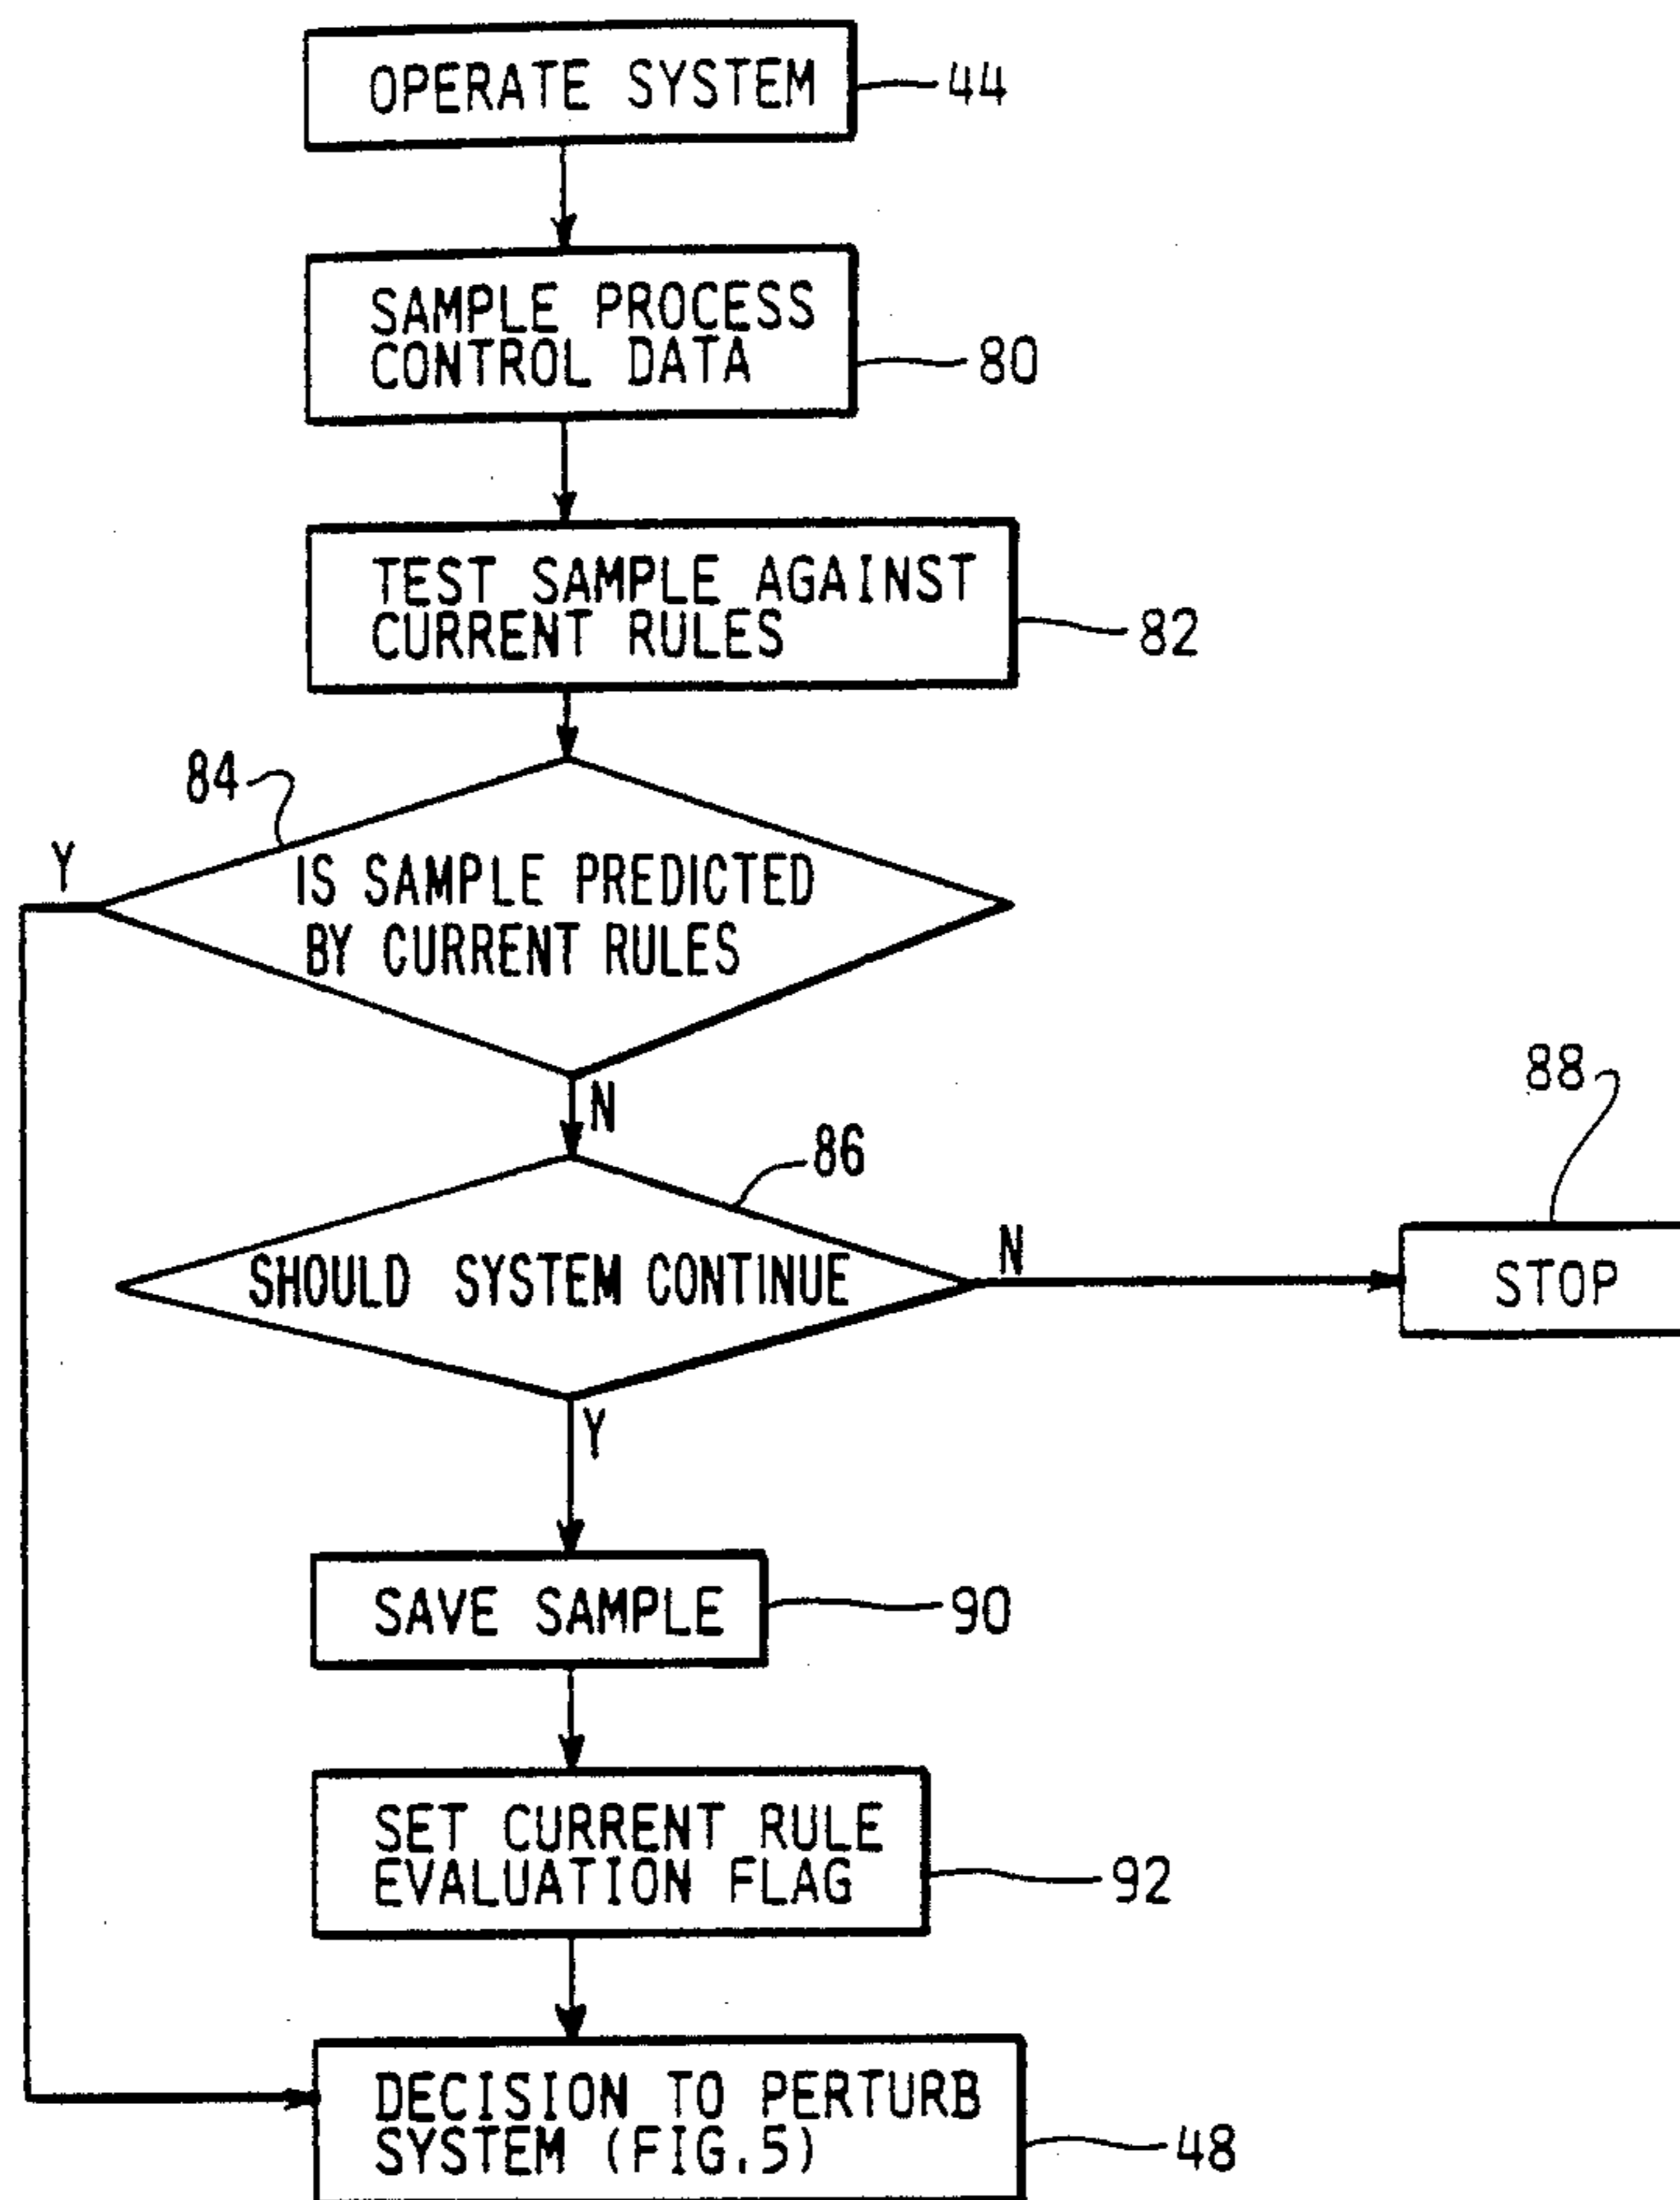 OPERATE SYSTEM
44
SAMPLE PROCESS
CONTROL DATA
80
TEST SAMPLE AGAINST
CURRENT RULES
82
84
Y
IS SAMPLE PREDICTED
BY CURRENT RULES
N
86
88
SHOULD SYSTEM CONTINUE
N
STOP
Y
SAVE SAMPLE
90
SET CURRENT RULE
EVALUATION FLAG
92
DECISION TO PERTURB
SYSTEM (FIG.5)
48